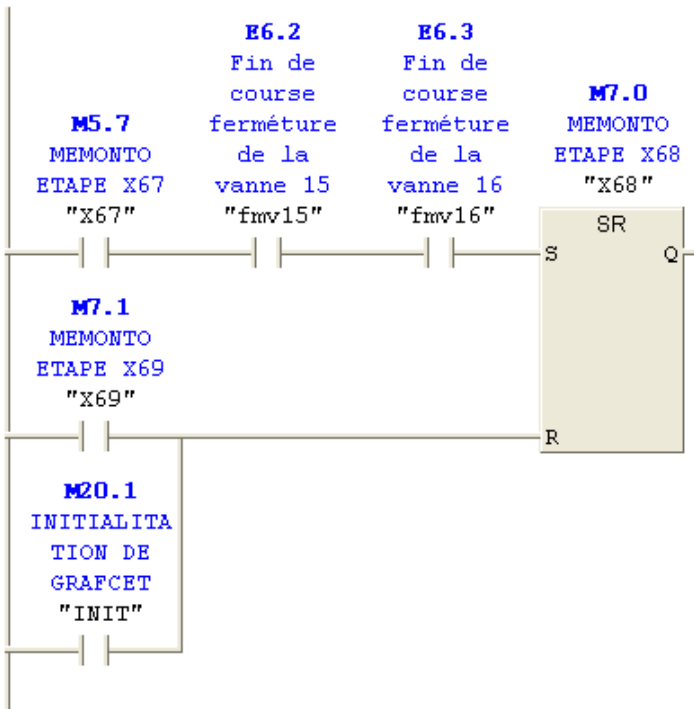 M5.7
MEMONTO
ETAPE X67
"X67"
E6.2
Fin de
course
ferméture
de la
vanne 15
"fmv15"
E6.3
Fin de
course
ferméture
de la
vanne 16
"fmv16"
M7.0
MEMONTO
ETAPE X68
"X68"
SR
S
Q
M7.1
MEMONTO
ETAPE X69
"X69"
R
M20.1
INITIALITA
TION DE
GRAFCET
"INIT"